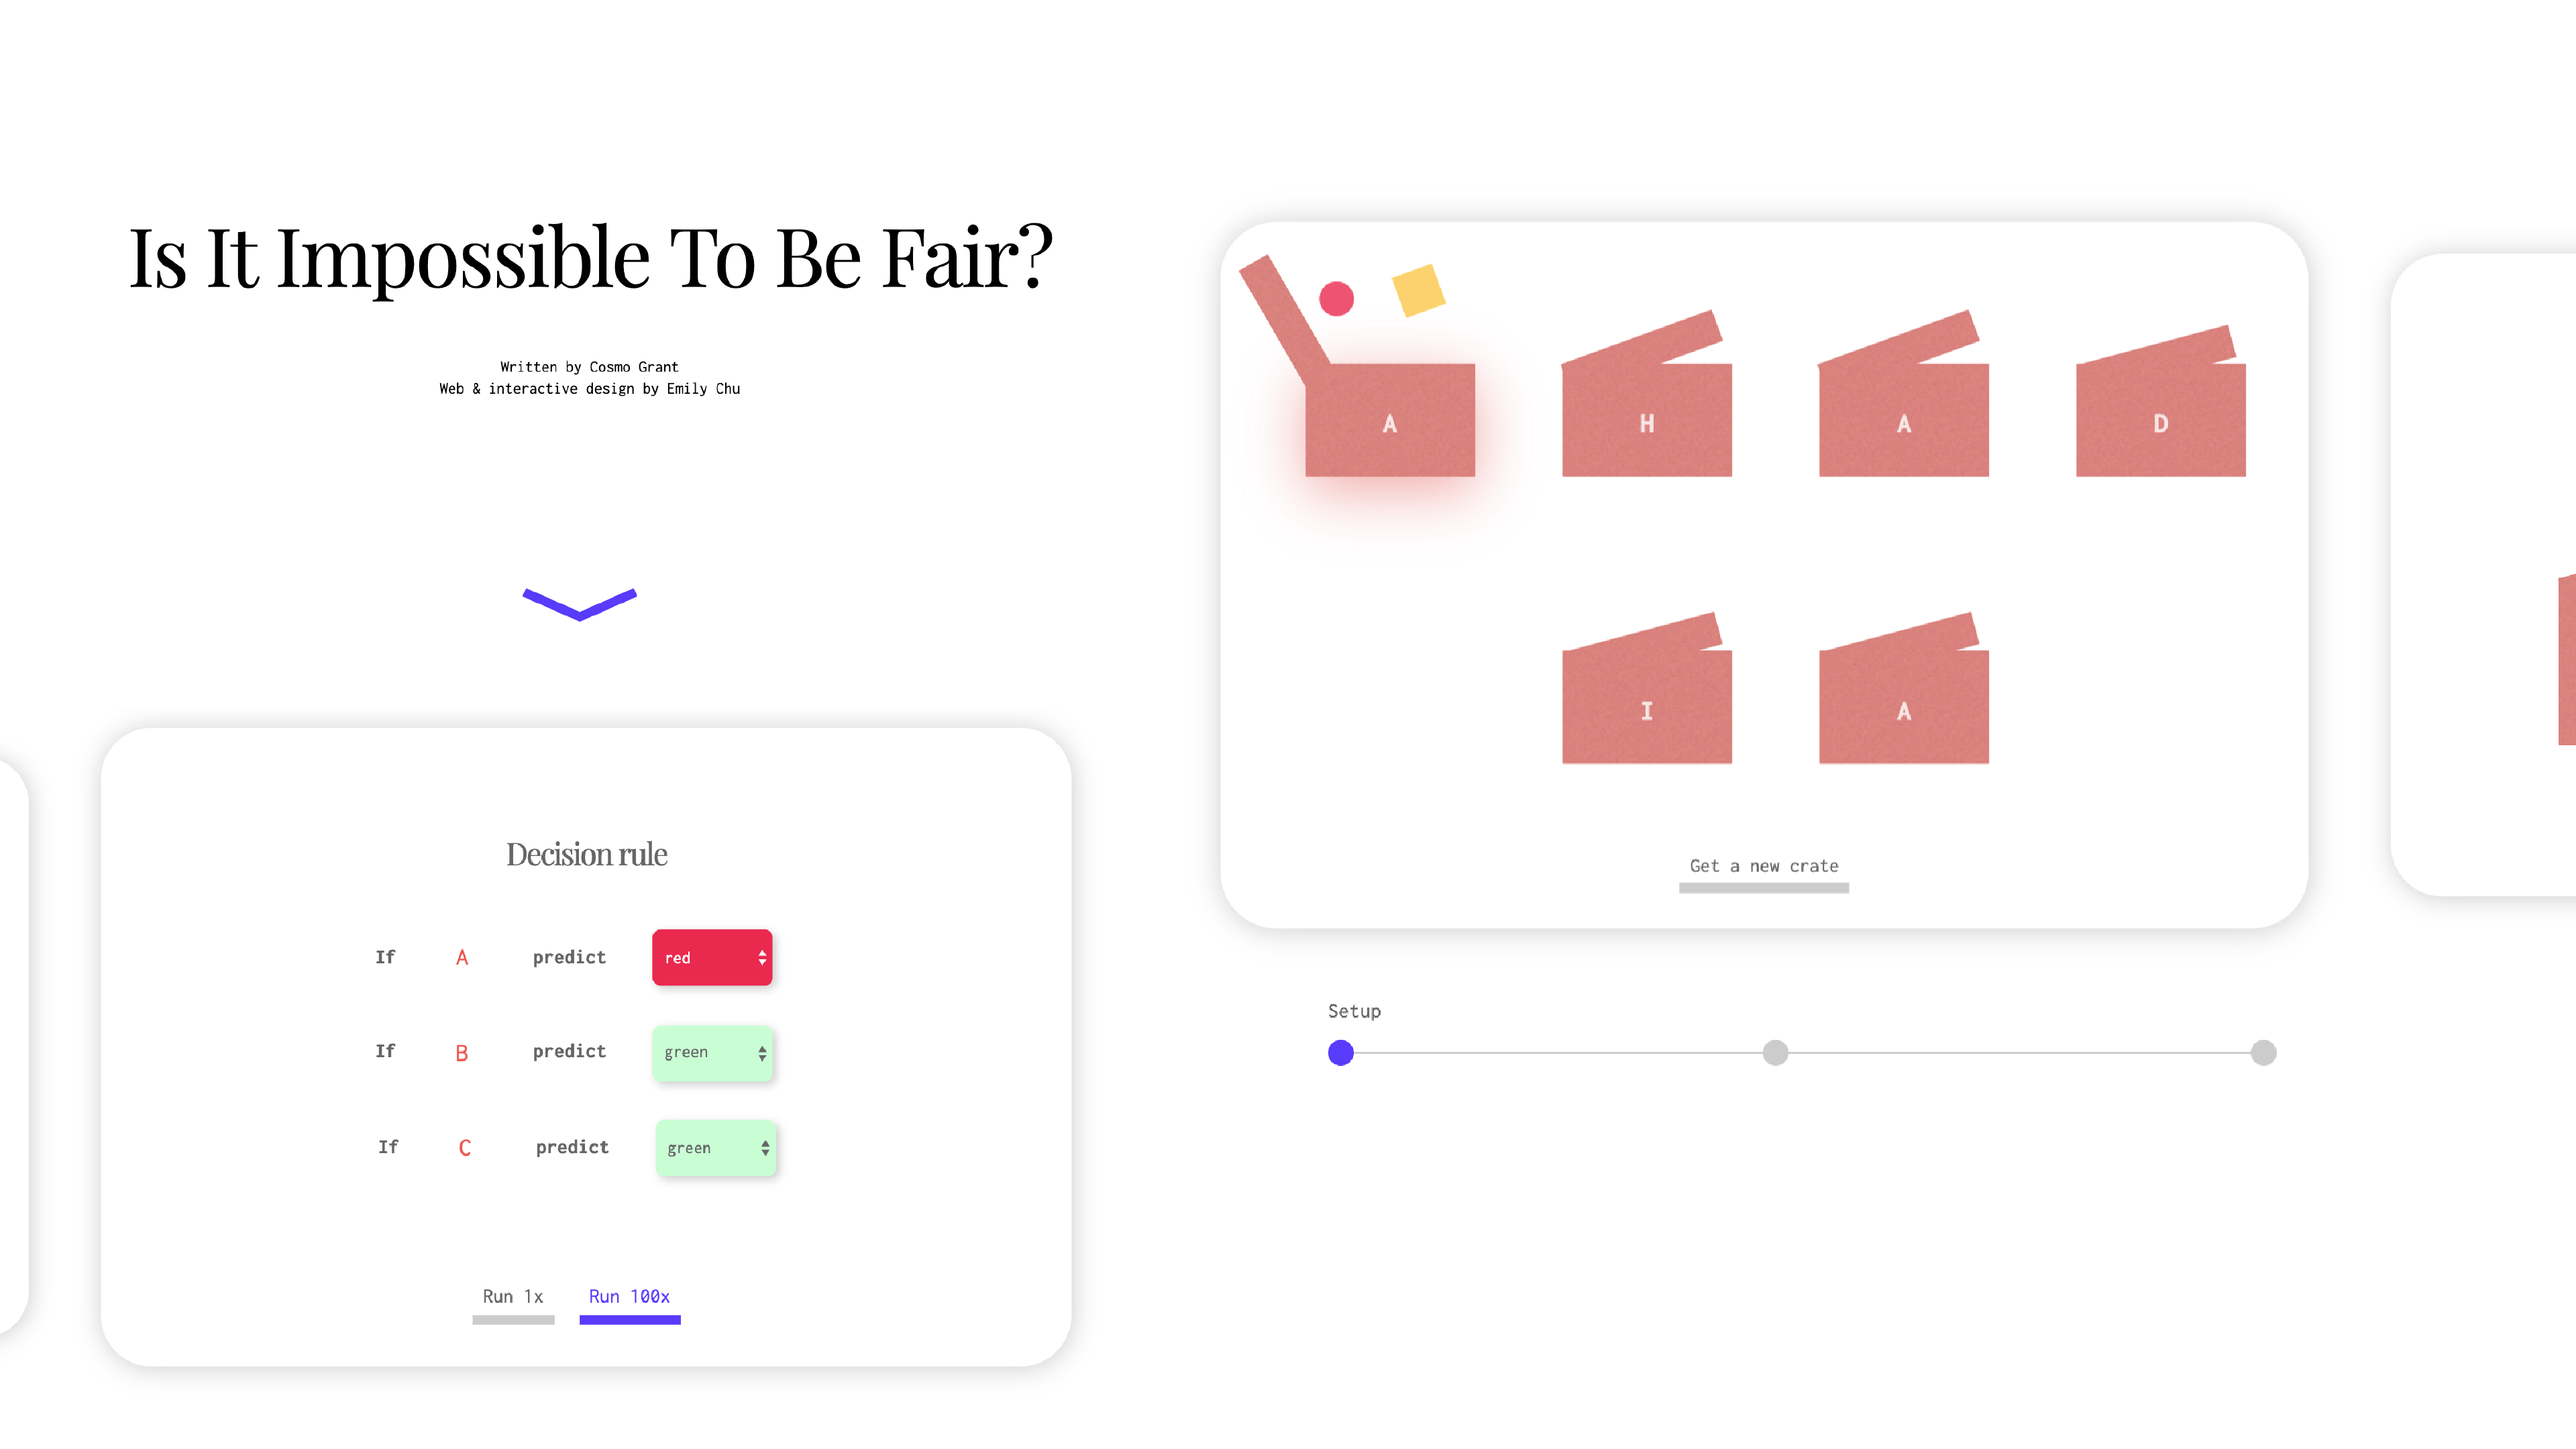 Is It Impossible To Be Fair?
Written by Cosmo Grant
Web & interactive design by Emily Chu
Decision rule
If A predict red
If B predict green
If C predict green
Run 1x Run 100x
A H A D
I A
Get a new crate
Setup